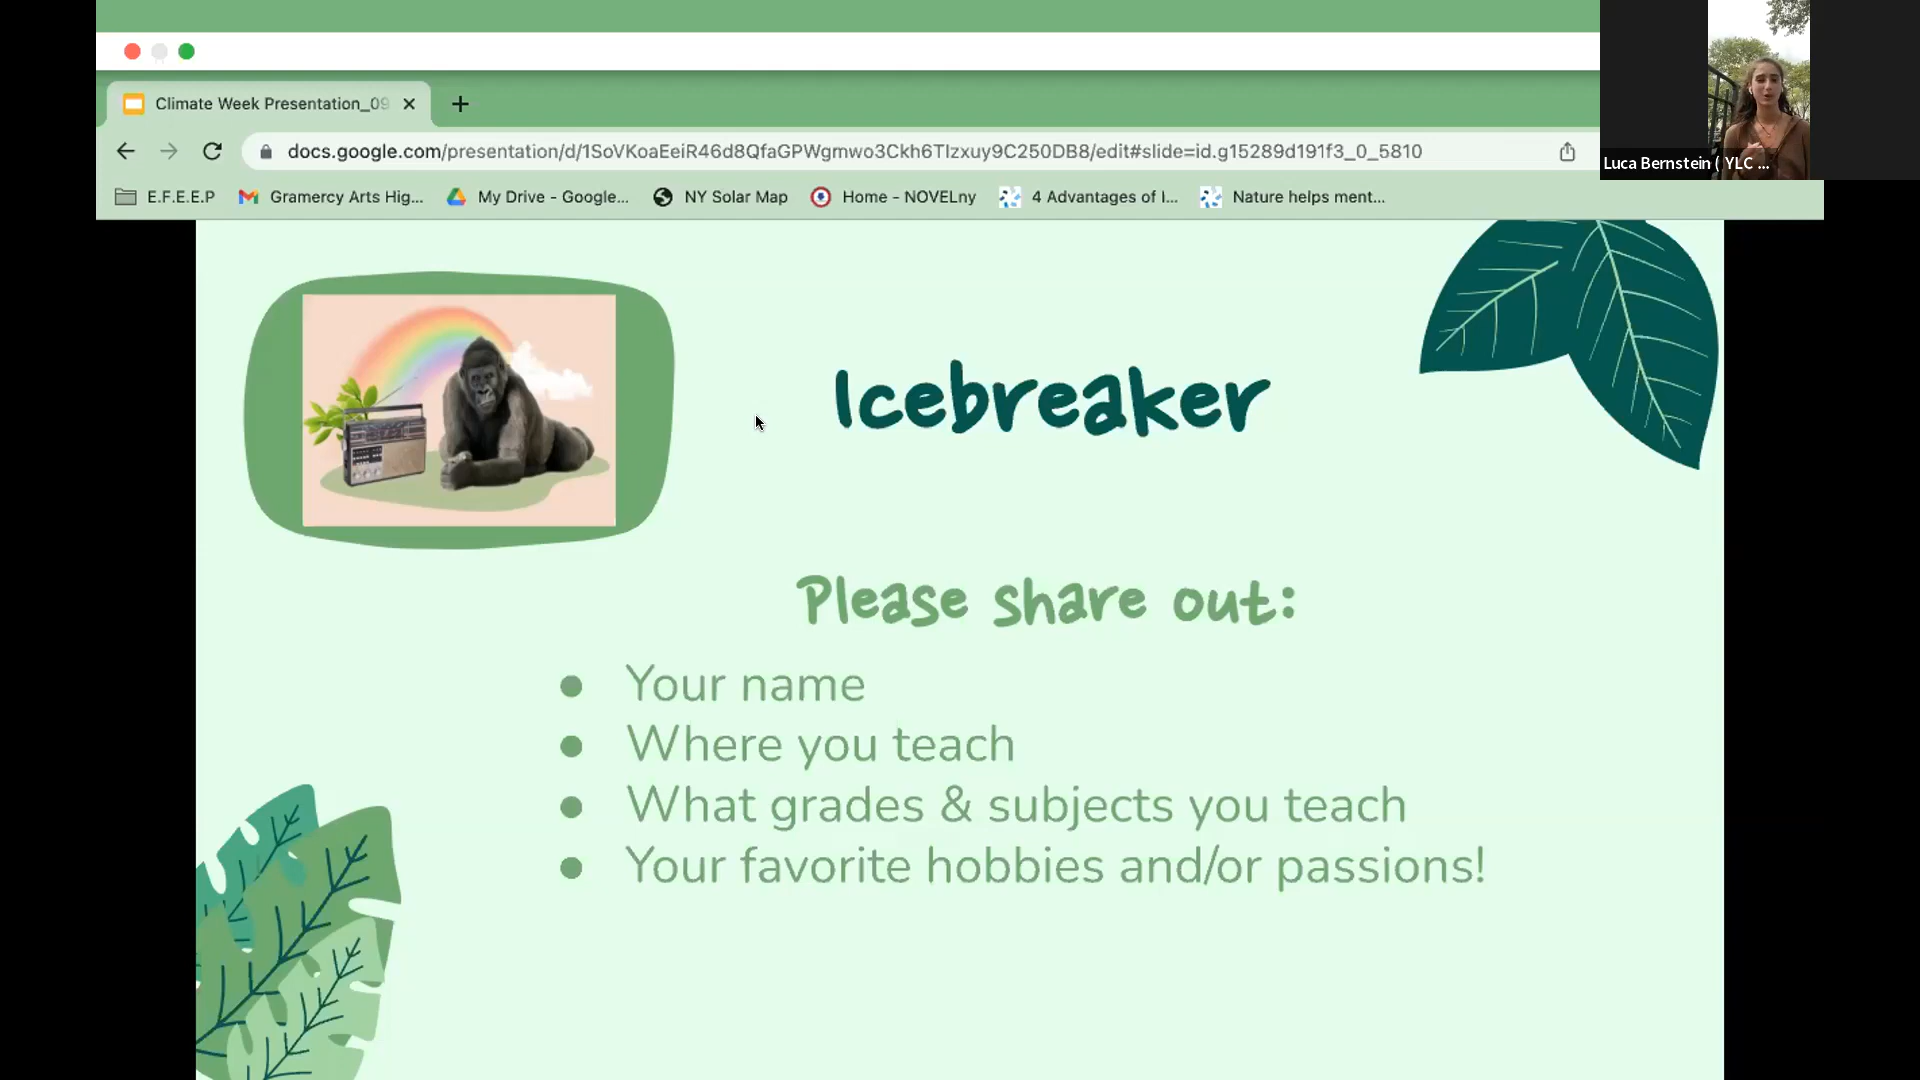 Climate Week Presentation_09
docs.google.com/presentation/d/1SoVKoaEeiR46d8QfaGPWgmwo3Ckh6TIzxuy9C250DB8/edit#slide=id.g15289d191f3_0_5810
Luca Bernstein ( YLC ...
E.F.E.E.P Gramercy Arts Hig... My Drive - Google... NY Solar Map Home - NOVELny 4 Advantages of I... Nature helps ment...
Icebreaker
Please share out:
● Your name
● Where you teach
● What grades & subjects you teach
● Your favorite hobbies and/or passions!